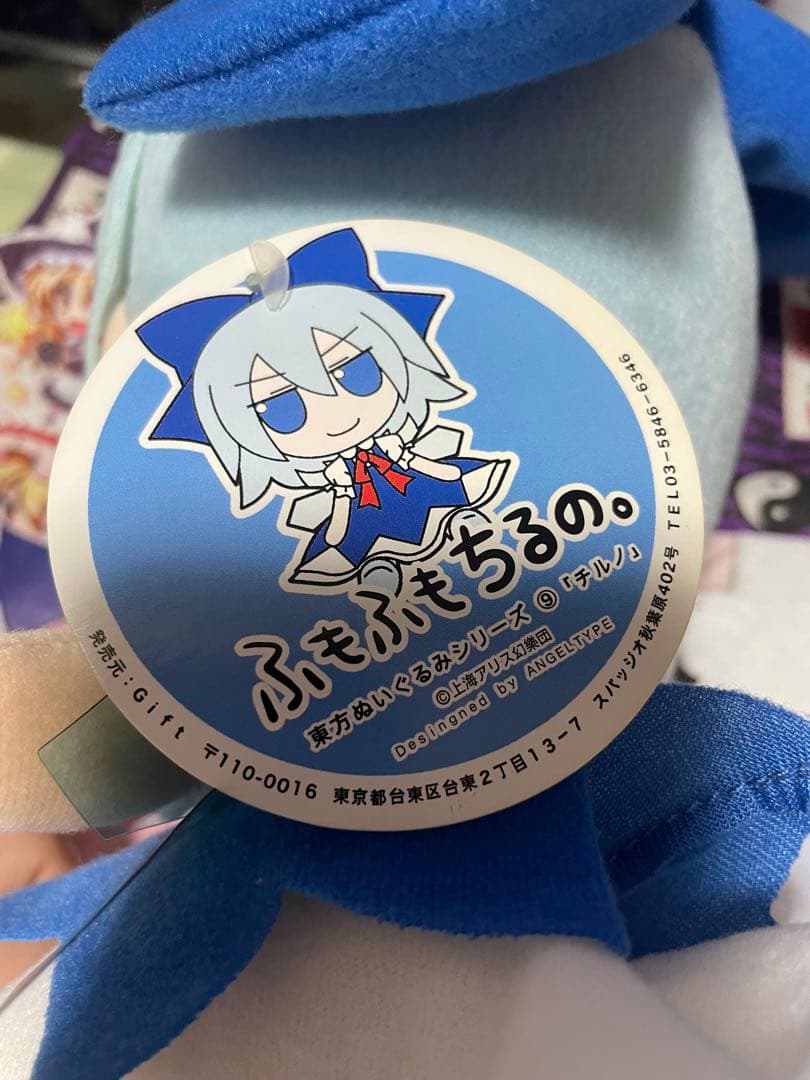 ふもふもちるの。
東方ぬいぐるみシリーズ ⑨ 「チルノ」
©上海アリス幻樂団
Desingned by ANGELTYPE
発売元：Gift 〒110-0016 東京都台東区台東2丁目13-7 スパッジオ秋葉原402号 TEL03-5846-6346